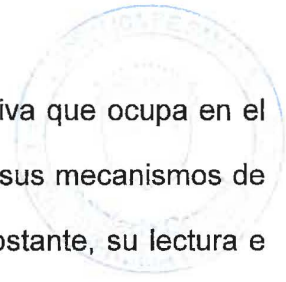 iva que ocupa en el
sus mecanismos de
ostante, su lectura e